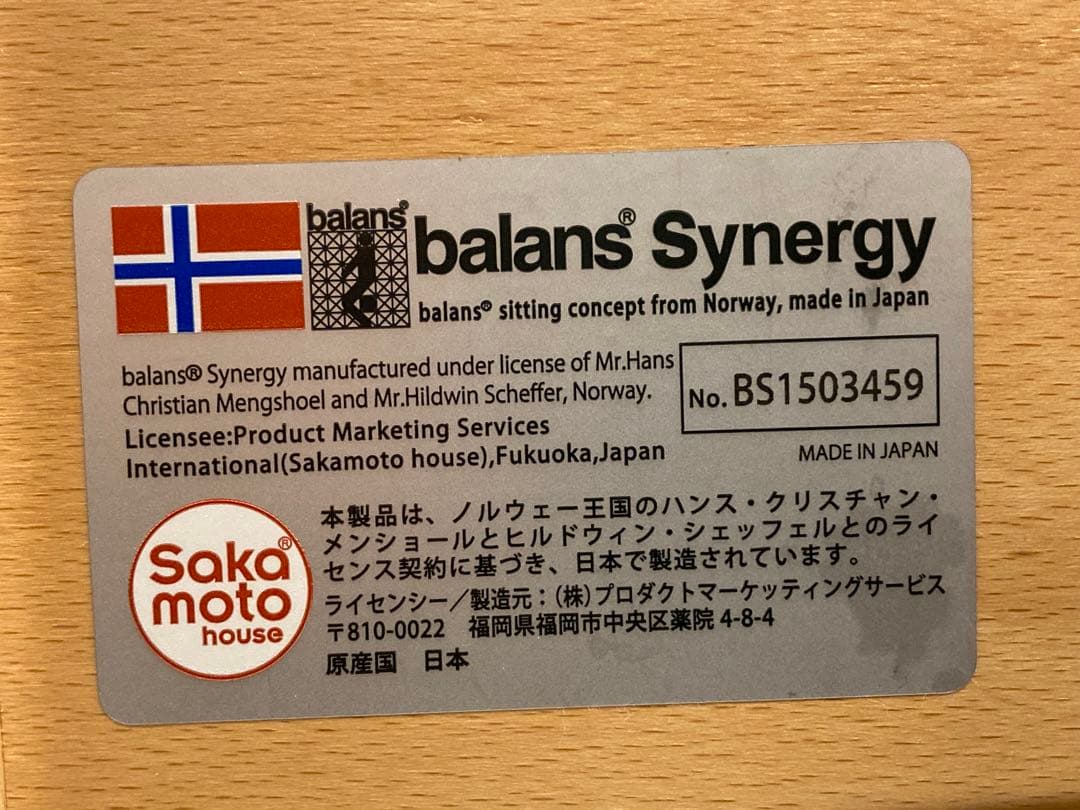 balans®
balans® Synergy
balans® sitting concept from Norway, made in Japan
balans® Synergy manufactured under license of Mr.Hans
Christian Mengshoel and Mr.Hildwin Scheffer, Norway.
Licensee:Product Marketing Services
International(Sakamoto house),Fukuoka,Japan
No. BS1503459
MADE IN JAPAN
Saka®
moto
house
本製品は、ノルウェー王国のハンス・クリスチャン・
メンショールとヒルドウィン・シェッフェルとのライ
センス契約に基づき、日本で製造されています。
ライセンシー／製造元：(株)プロダクトマーケッティングサービス
〒810-0022　福岡県福岡市中央区薬院 4-8-4
原産国　日本